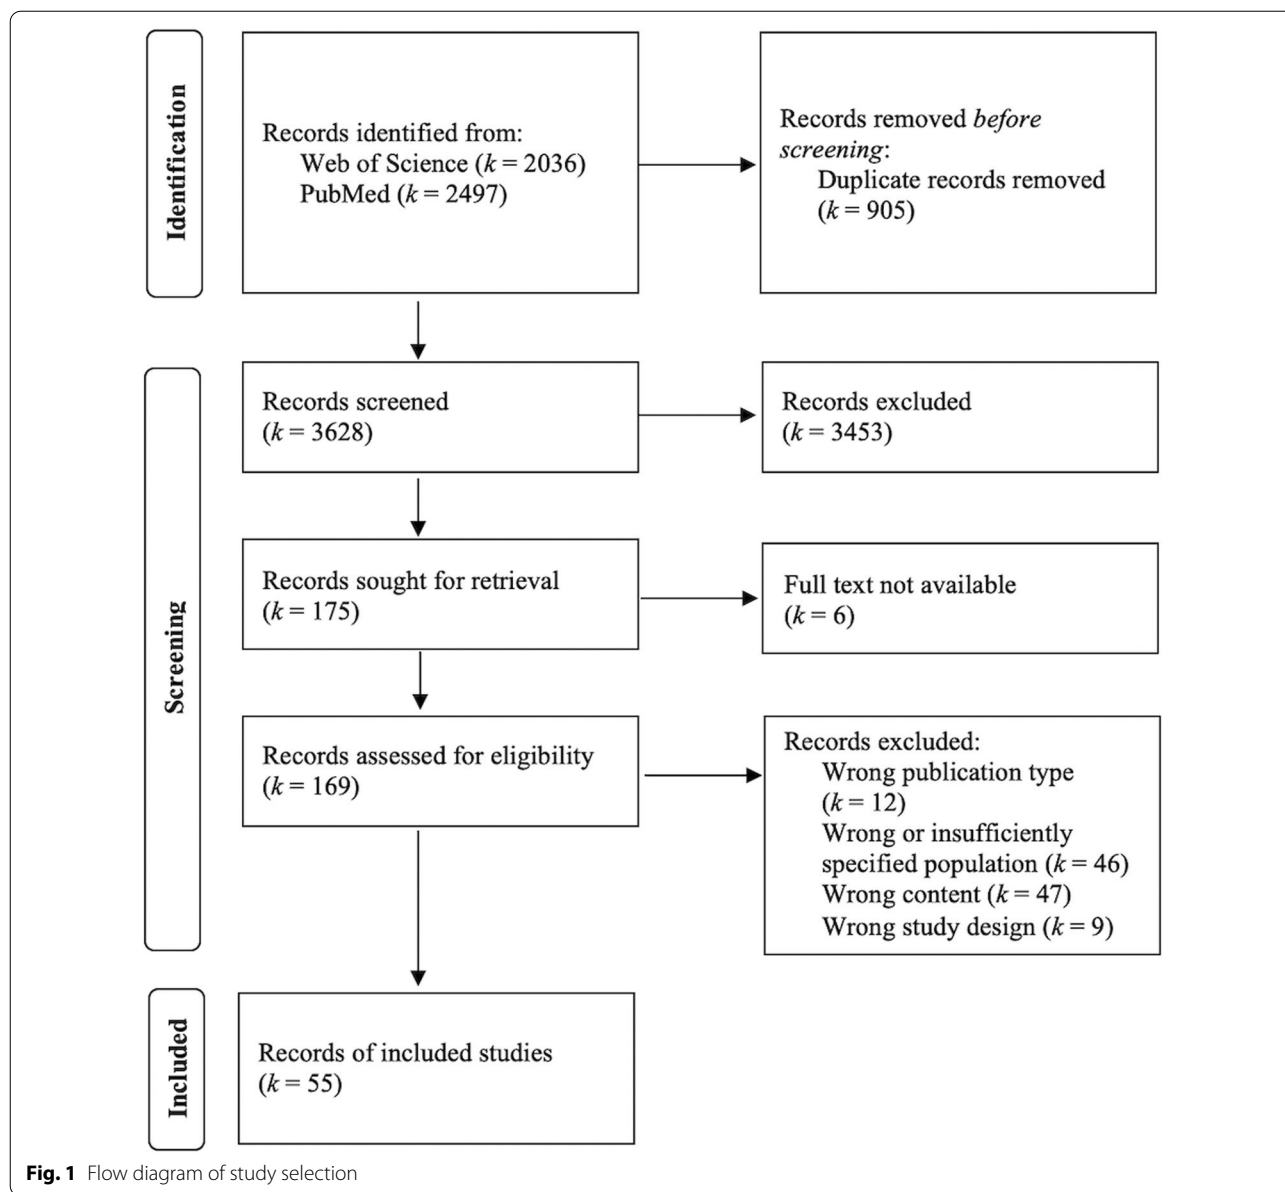 Identification
Records identified from:
Web of Science (k = 2036)
PubMed (k = 2497)
Records removed before
screening:
Duplicate records removed
(k = 905)
Screening
Records screened
(k = 3628)
Records excluded
(k = 3453)
Records sought for retrieval
(k = 175)
Full text not available
(k = 6)
Records assessed for eligibility
(k = 169)
Records excluded:
Wrong publication type
(k = 12)
Wrong or insufficiently
specified population (k = 46)
Wrong content (k = 47)
Wrong study design (k = 9)
Included
Records of included studies
(k = 55)
Fig. 1 Flow diagram of study selection